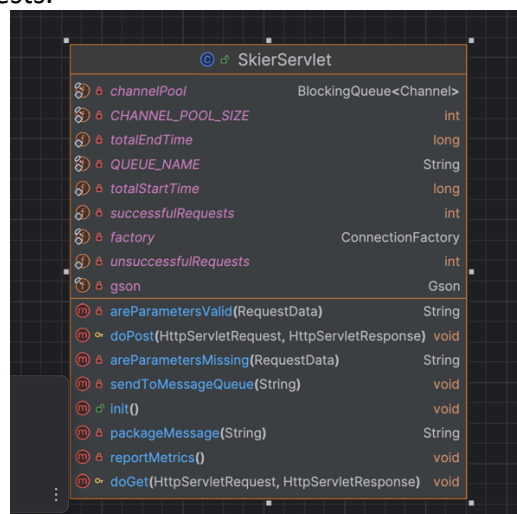 ests.
SkierServlet
channelPool BlockingQueue<Channel>
CHANNEL_POOL_SIZE int
totalEndTime long
QUEUE_NAME String
totalStartTime long
successfulRequests int
factory ConnectionFactory
unsuccessfulRequests int
gson Gson
areParametersValid(RequestData) String
doPost(HttpServletRequest, HttpServletResponse) void
areParametersMissing(RequestData) String
sendToMessageQueue(String) void
init() void
packageMessage(String) String
reportMetrics() void
doGet(HttpServletRequest, HttpServletResponse) void